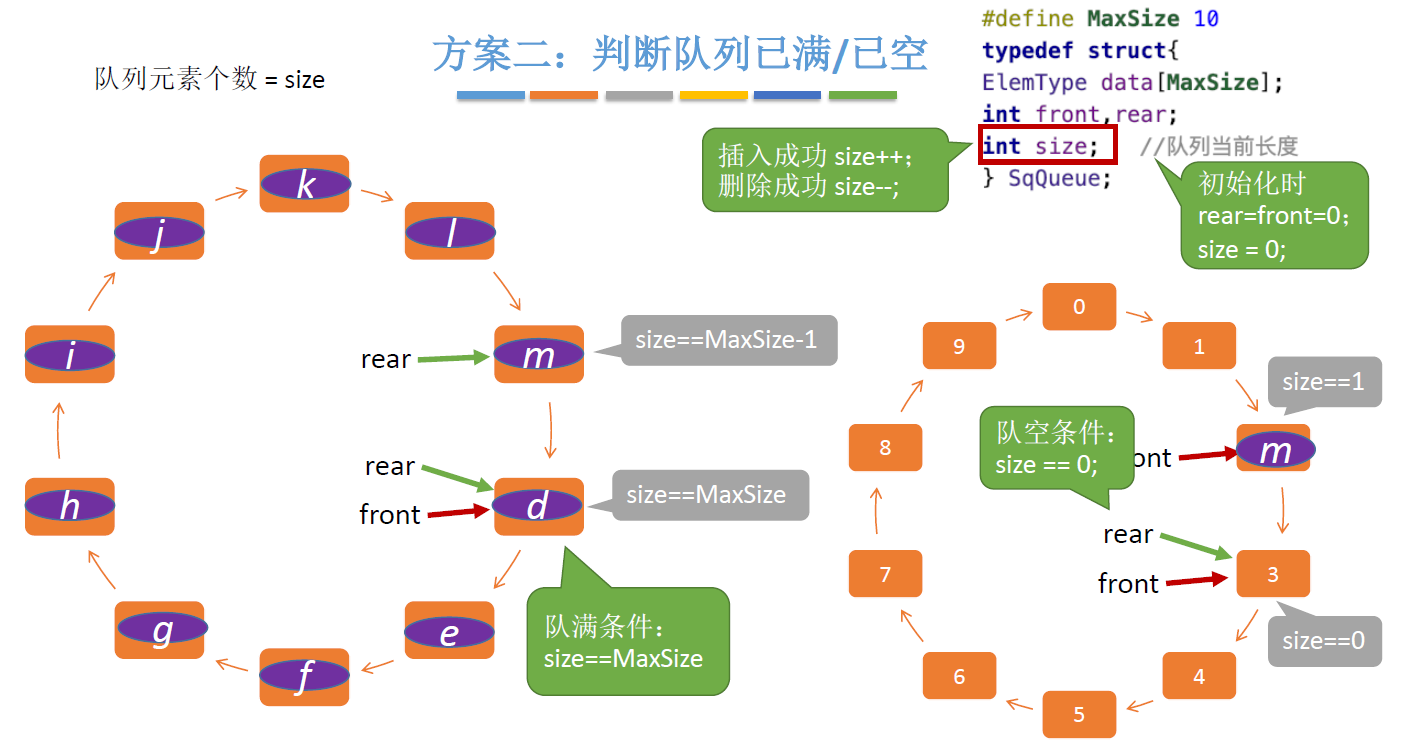 方案二：判断队列已满/已空
队列元素个数 = size
#define MaxSize 10
typedef struct{
ElemType data[MaxSize];
int front,rear;
int size; //队列当前长度
} SqQueue;
插入成功 size++；
删除成功 size--;
初始化时
rear=front=0；
size = 0;
k
j
l
i
rear
m
size==MaxSize-1
h
rear
front
d
size==MaxSize
g
e
f
队满条件：
size==MaxSize
0
9
1
size==1
8
队空条件：
size == 0;
ont
m
7
rear
front
3
size==0
6
4
5